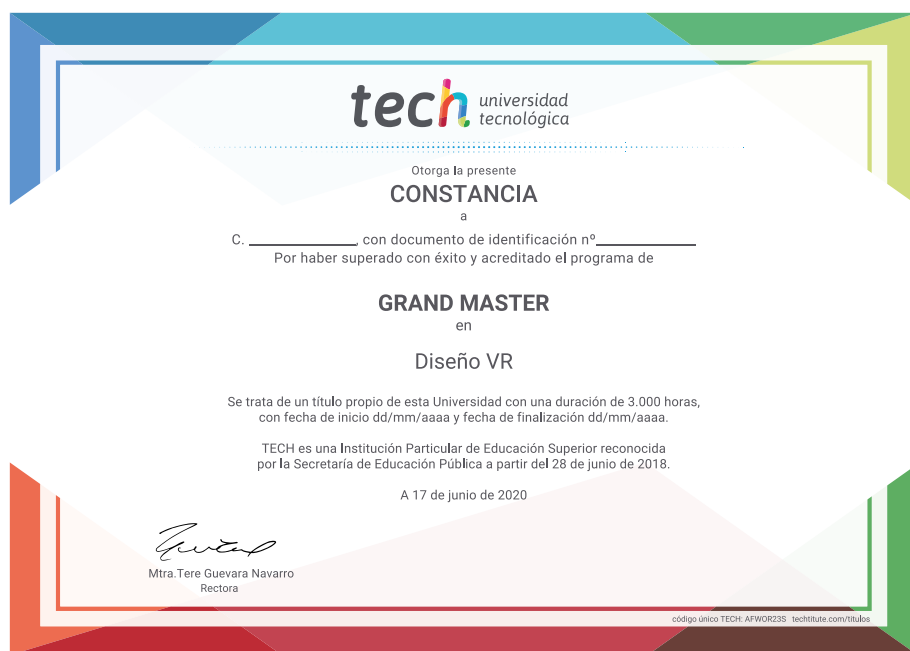 tech universidad
tecnológica
Otorga la presente
CONSTANCIA
a
C. ____________, con documento de identificación nº____________
Por haber superado con éxito y acreditado el programa de
GRAND MASTER
en
Diseño VR
Se trata de un título propio de esta Universidad con una duración de 3.000 horas,
con fecha de inicio dd/mm/aaaa y fecha de finalización dd/mm/aaaa.
TECH es una Institución Particular de Educación Superior reconocida
por la Secretaría de Educación Pública a partir del 28 de junio de 2018.
A 17 de junio de 2020
Mtra.Tere Guevara Navarro
Rectora
código único TECH: AFWOR23S techtitute.com/titulos